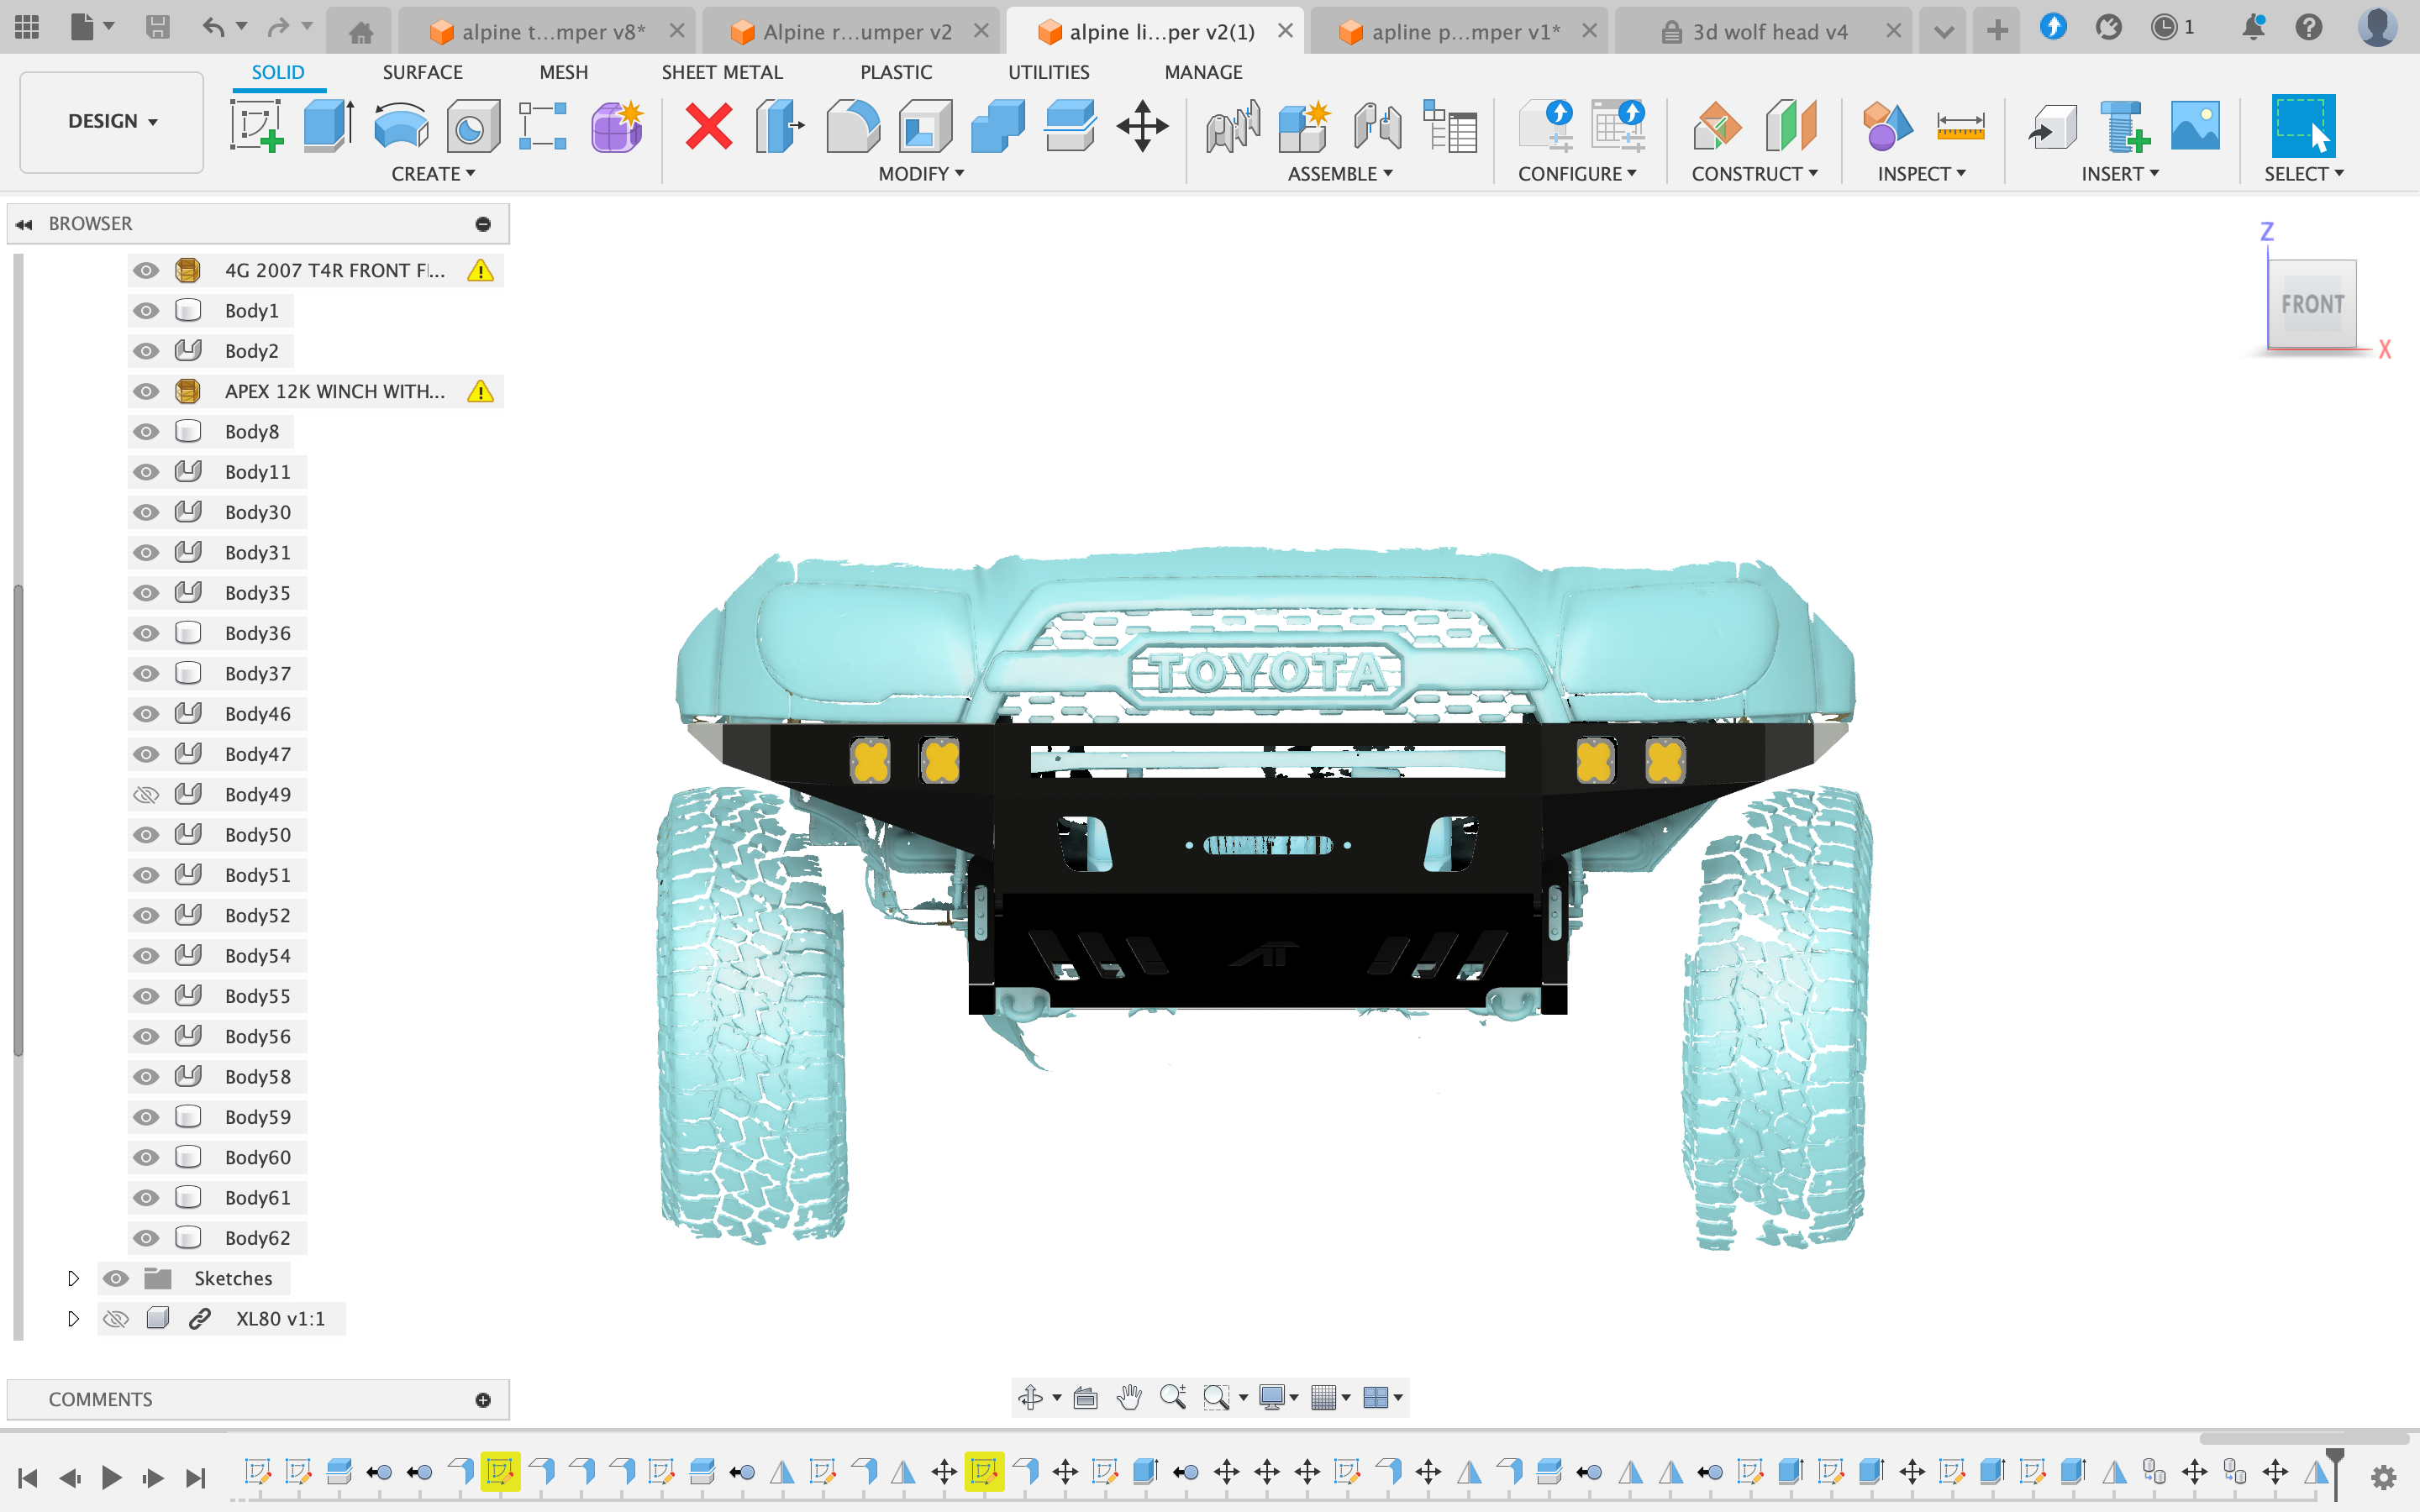 alpine t...mper v8*
Alpine r...umper v2
alpine li...per v2(1)
apline p...mper v1*
3d wolf head v4
1
DESIGN
SOLID
SURFACE
MESH
SHEET METAL
PLASTIC
UTILITIES
MANAGE
CREATE
MODIFY
ASSEMBLE
CONFIGURE
CONSTRUCT
INSPECT
INSERT
SELECT
BROWSER
4G 2007 T4R FRONT F...
Body1
Body2
APEX 12K WINCH WITH...
Body8
Body11
Body30
Body31
Body35
Body36
Body37
Body46
Body47
Body49
Body50
Body51
Body52
Body54
Body55
Body56
Body58
Body59
Body60
Body61
Body62
Sketches
XL80 v1:1
Z
FRONT
X
TOYOTA
COMMENTS